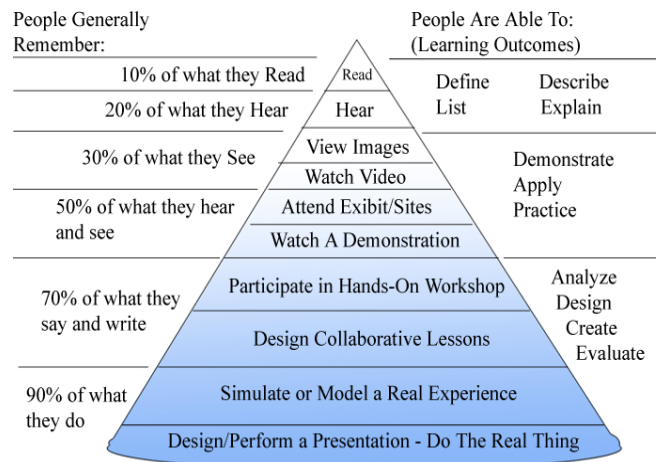 People Generally
Remember:
People Are Able To:
(Learning Outcomes)
10% of what they Read
Read
Define
Describe
List
Explain
20% of what they Hear
Hear
30% of what they See
View Images
Watch Video
Demonstrate
Apply
Practice
50% of what they hear
and see
Attend Exibit/Sites
Watch A Demonstration
70% of what they
say and write
Participate in Hands-On Workshop
Design Collaborative Lessons
Analyze
Design
Create
Evaluate
90% of what
they do
Simulate or Model a Real Experience
Design/Perform a Presentation - Do The Real Thing